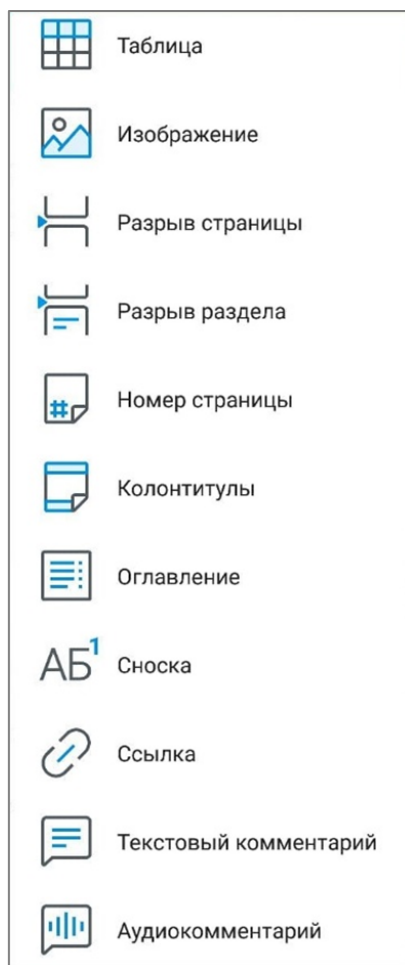 Таблица
Изображение
Разрыв страницы
Разрыв раздела
Номер страницы
Колонтитулы
Оглавление
АБ1 Сноска
Ссылка
Текстовый комментарий
Аудиокомментарий